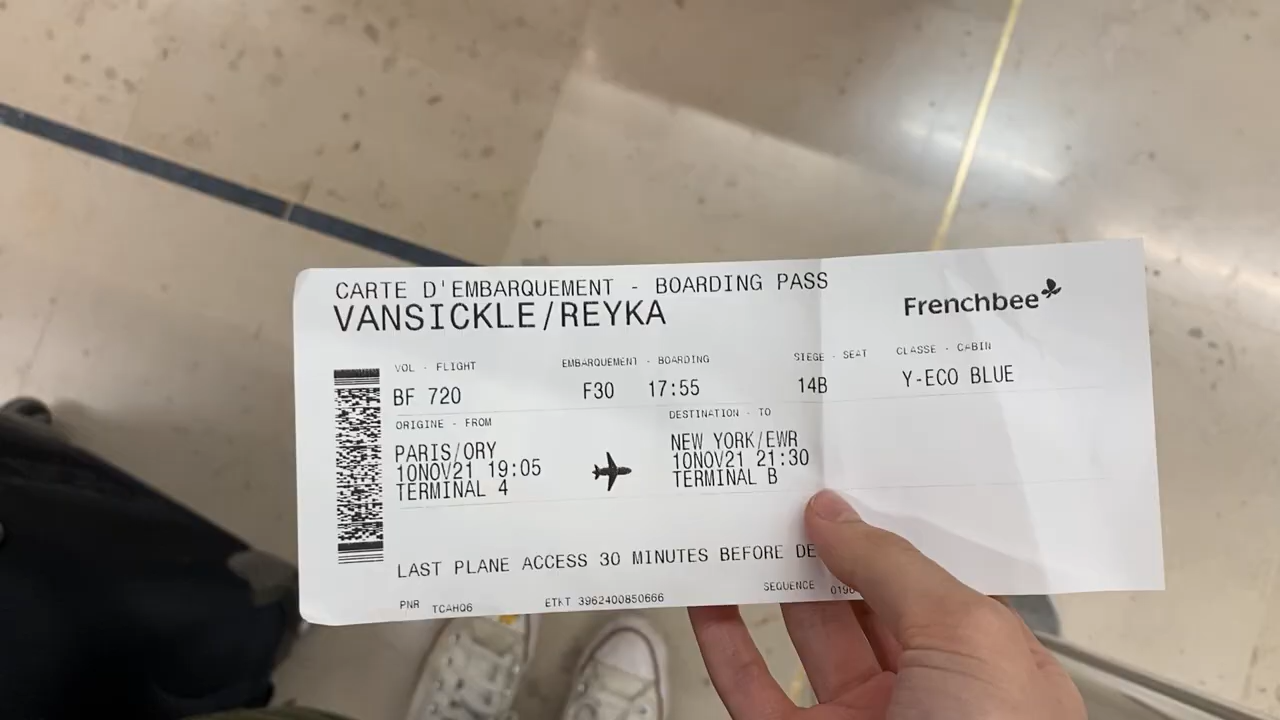 CARTE D'EMBARQUEMENT - BOARDING PASS
VANSICKLE/REYKA
Frenchbee
VOL - FLIGHT EMBARQUEMENT - BOARDING SIEGE - SEAT CLASSE - CABIN
BF 720 F30 17:55 14B Y-ECO BLUE
ORIGINE - FROM DESTINATION - TO
PARIS/ORY NEW YORK/EWR
10NOV21 19:05 10NOV21 21:30
TERMINAL 4 TERMINAL B
LAST PLANE ACCESS 30 MINUTES BEFORE DE
PNR TCAHQ6 ETKT 3962400850666 SEQUENCE